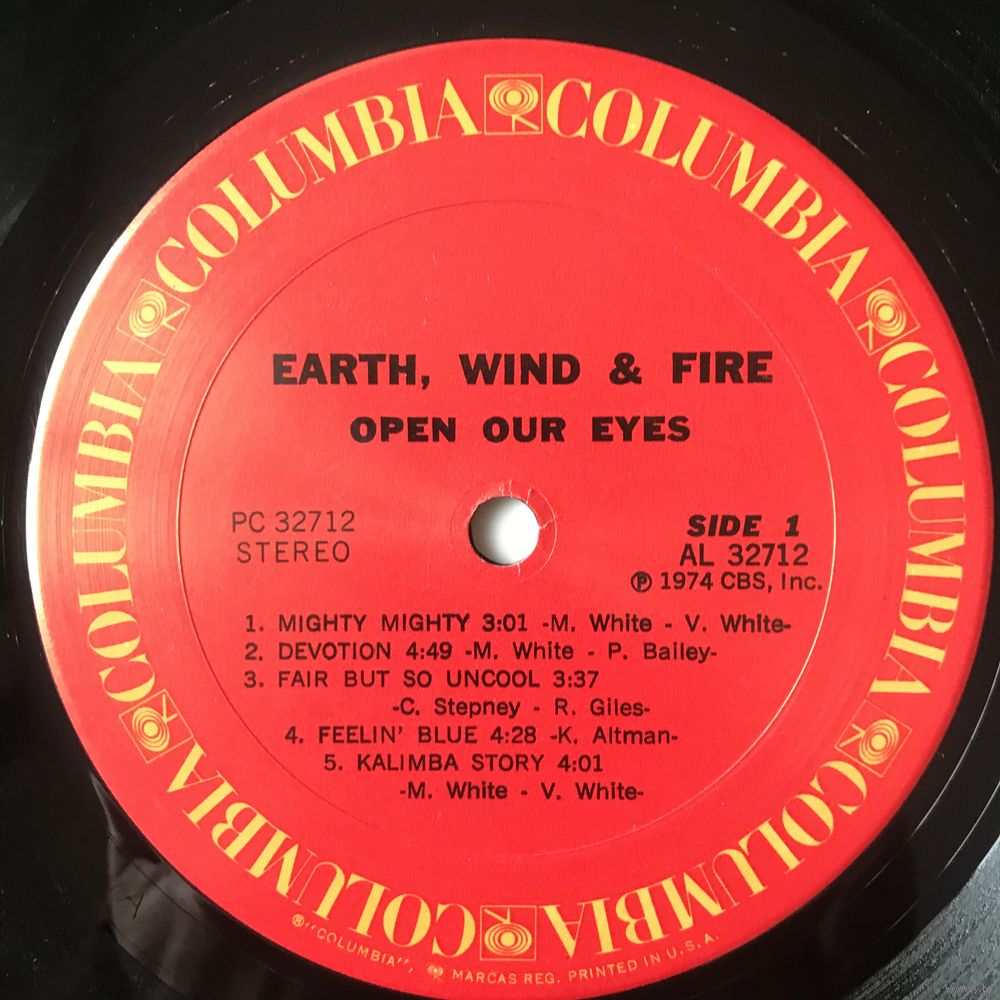 COLUMBIA COLUMBIA COLUMBIA COLUMBIA COLUMBIA COLUMBIA
EARTH, WIND & FIRE
OPEN OUR EYES
PC 32712
STEREO
SIDE 1
AL 32712
Ⓟ 1974 CBS, Inc.
1. MIGHTY MIGHTY 3:01 -M. White - V. White-
2. DEVOTION 4:49 -M. White - P. Bailey-
3. FAIR BUT SO UNCOOL 3:37
-C. Stepney - R. Giles-
4. FEELIN' BLUE 4:28 -K. Altman-
5. KALIMBA STORY 4:01
-M. White - V. White-
®"COLUMBIA", MARCAS REG. PRINTED IN U.S.A.
A